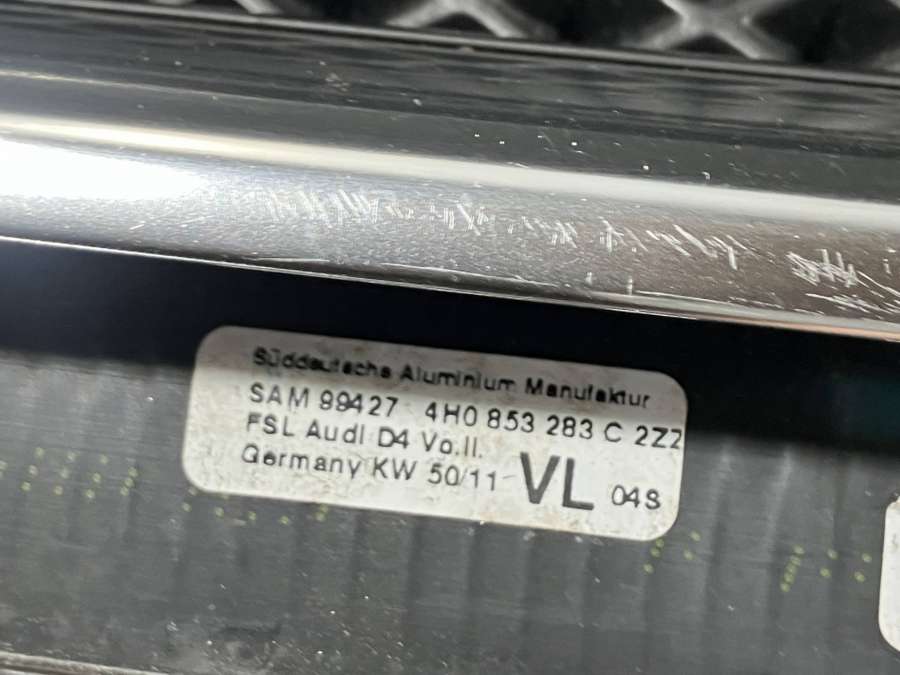 Süddeutsche Aluminium Manufaktur
SAM 99427 4H0 853 283 C 2Z2
FSL Audi D4 Vo.li.
Germany KW 50/11 VL 04S